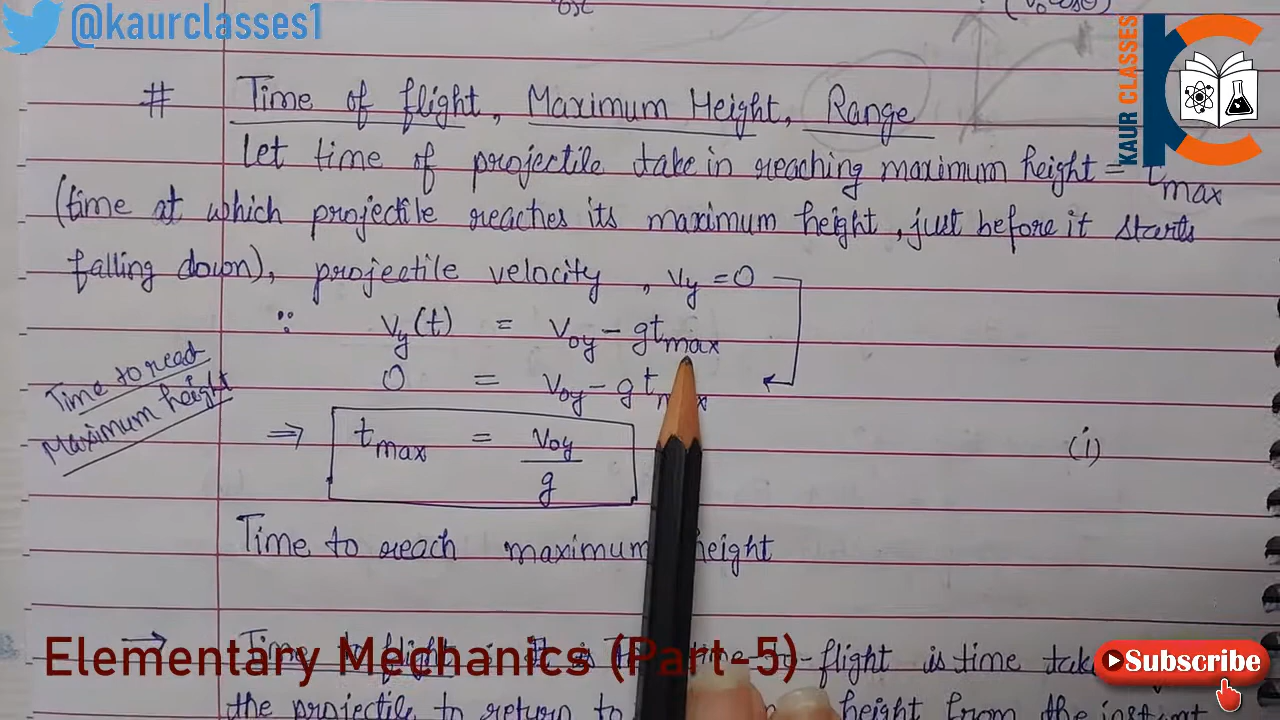 @kaurclasses1
KAUR CLASSES
# Time of flight, Maximum Height, Range
Let time of projectile take in reaching maximum height = tmax
(time at which projectile reaches its maximum height, just before it starts
falling down), projectile velocity, vy = 0
∵ vy(t) = voy - gtmax
0 = voy - gtmax
Time to reach
Maximum height
⇒ tmax = voy/g (i)
Time to reach maximum height
→ Time
flight is time
Elementary Mechanics (Part-5)
Subscribe
the projectile to return to height from the instant